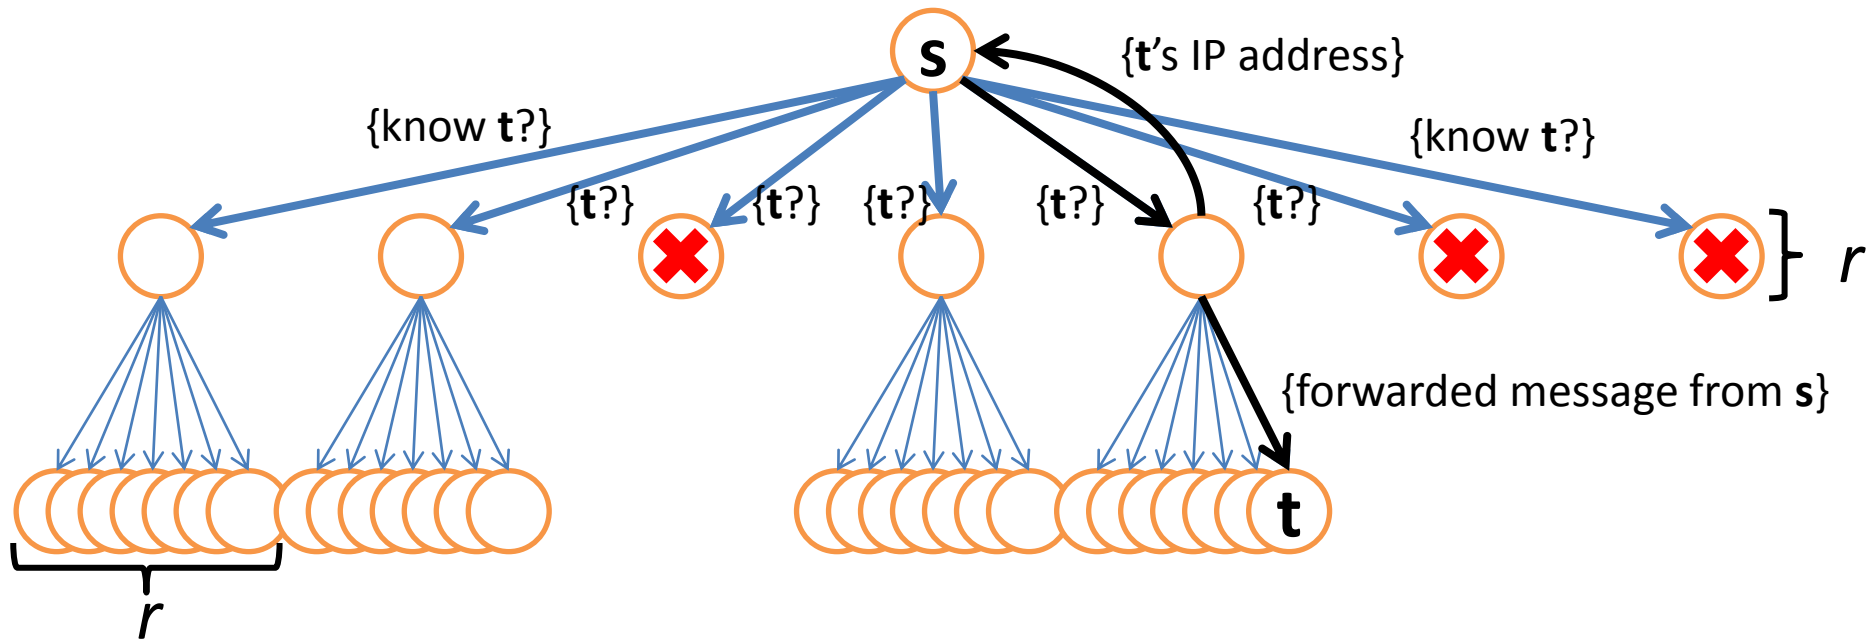 s
{t's IP address}
{know t?}
{know t?}
{t?}
{t?}
{t?}
{t?}
{t?}
r
{forwarded message from s}
t
r